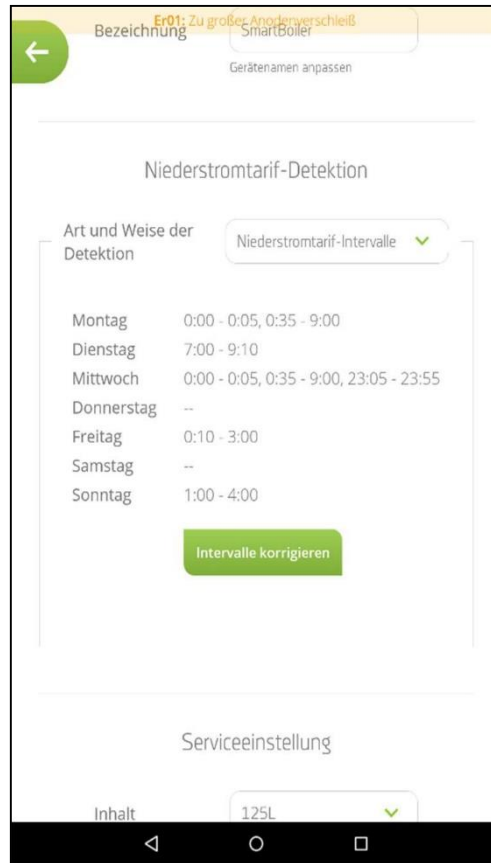 Er01: Zu großer Anodenverschleiß
Bezeichnung SmartBoiler
Gerätenamen anpassen
Niederstromtarif-Detektion
Art und Weise der
Detektion
Niederstromtarif-Intervalle
Montag 0:00 - 0:05, 0:35 - 9:00
Dienstag 7:00 - 9:10
Mittwoch 0:00 - 0:05, 0:35 - 9:00, 23:05 - 23:55
Donnerstag --
Freitag 0:10 - 3:00
Samstag --
Sonntag 1:00 - 4:00
Intervalle korrigieren
Serviceeinstellung
Inhalt 125L